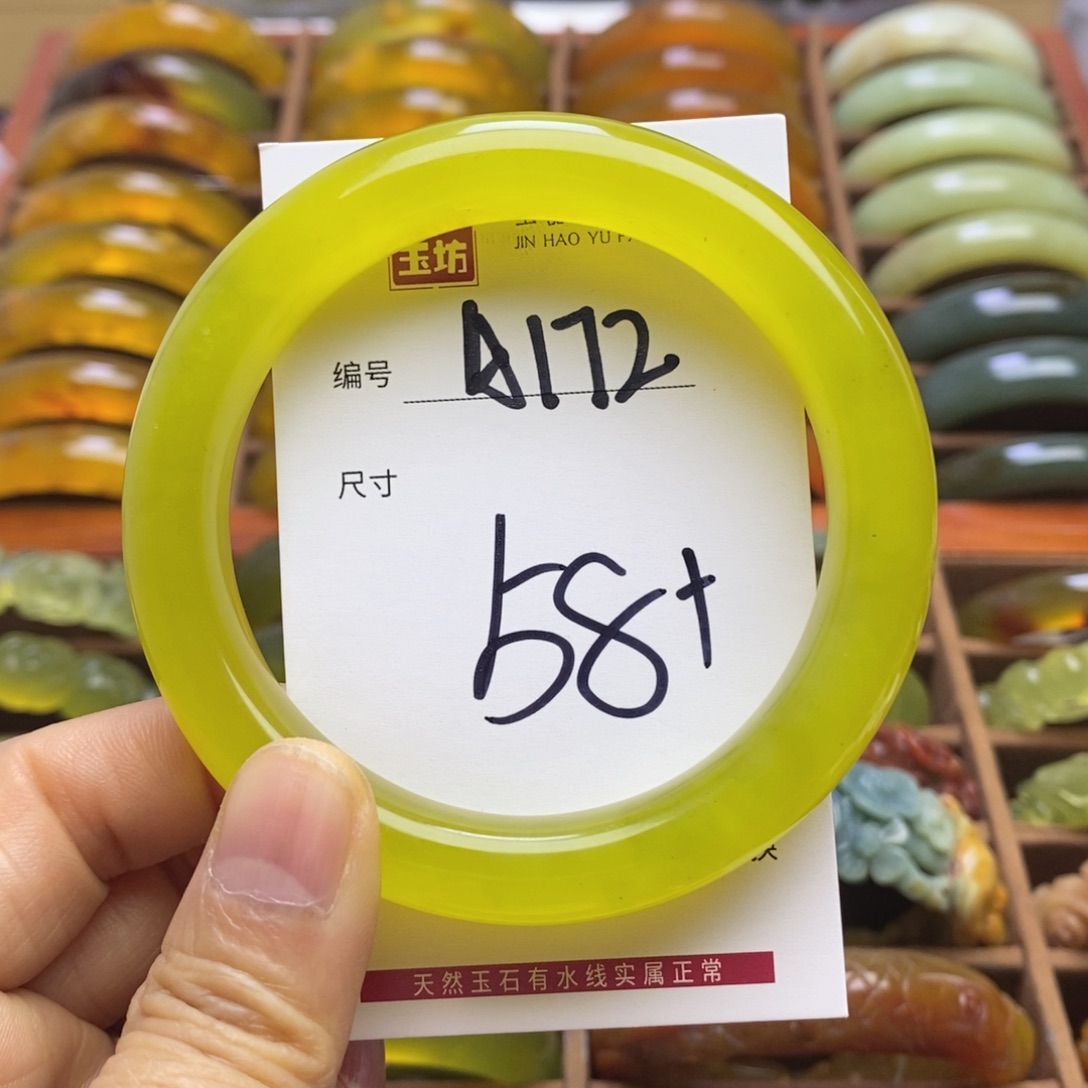 玉坊
JIN HAO YU
编号 A172
尺寸
58+
天然玉石有水线实属正常